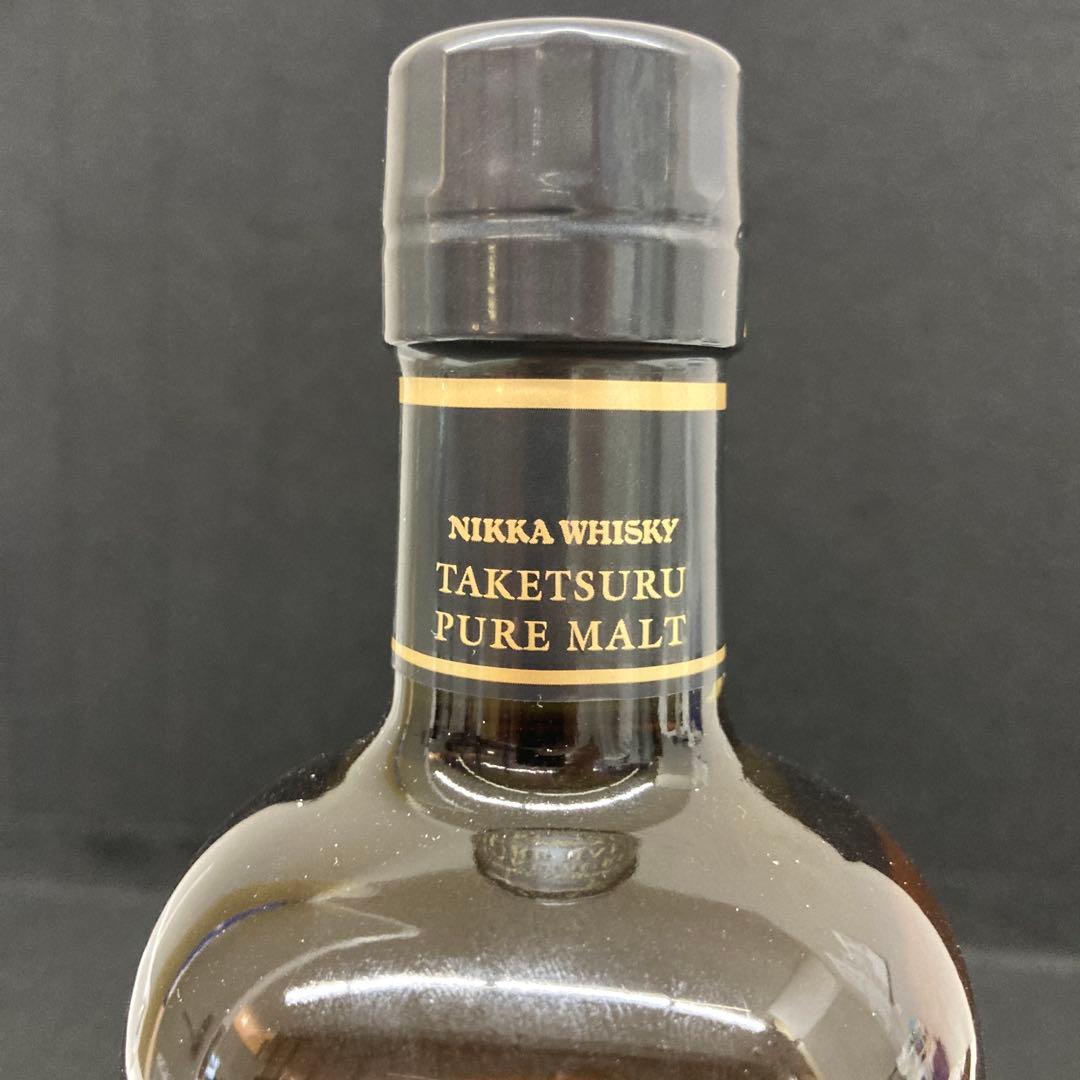 NIKKA WHISKY
TAKETSURU
PURE MALT